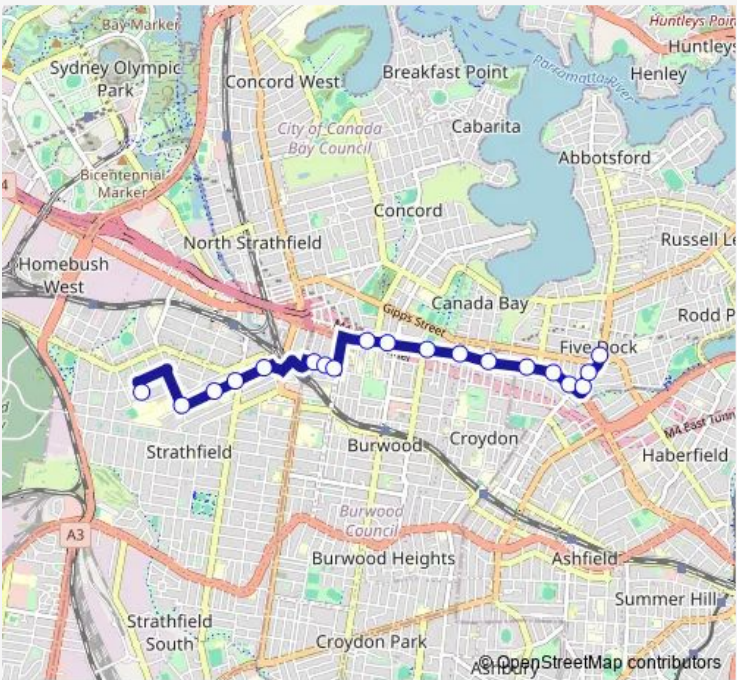 Bay Marker
Huntleys Poin
Huntleys
Sydney Olympic
Park
Concord West
Breakfast Point
Parramatta River
Henley
City of Canada
Bay Council
Cabarita
Abbotsford
Bicentennial
Marker
4
Concord
Russell Le
North Strathfield
Homebush
West
Canada Bay
Gipps Street
Rodd P
Five Dock
M4 East Tunn
Strathfield
Burwood
Croydon
Haberfield
A3
Burwood
Council
Burwood Heights
Ashfield
Summer Hill
Strathfield
South
Croydon Park
Ashbury
© OpenStreetMap contributors